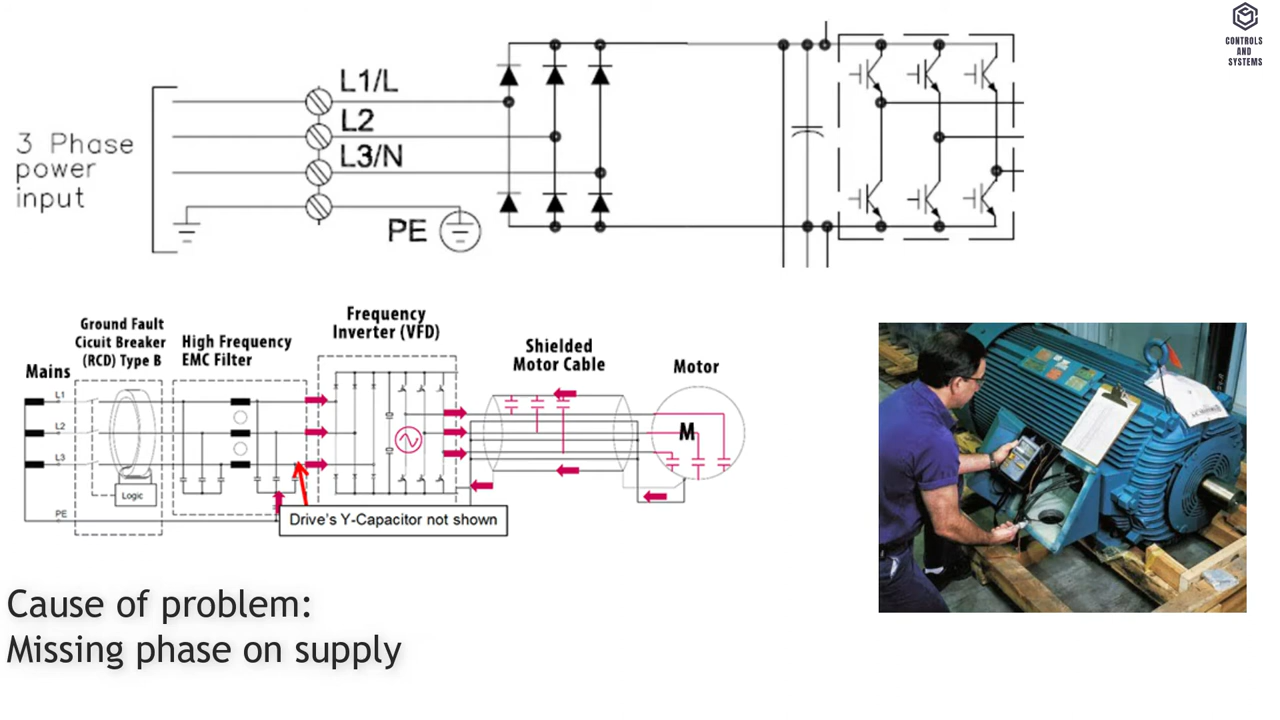 CONTROLS
AND
SYSTEMS
L1/L
L2
L3/N
3 Phase
power
input
PE
Ground Fault
Cicuit Breaker
(RCD) Type B
High Frequency
EMC Filter
Frequency
Inverter (VFD)
Shielded
Motor Cable
Motor
Mains
L1
L2
L3
PE
Logic
M
Drive's Y-Capacitor not shown
Cause of problem:
Missing phase on supply